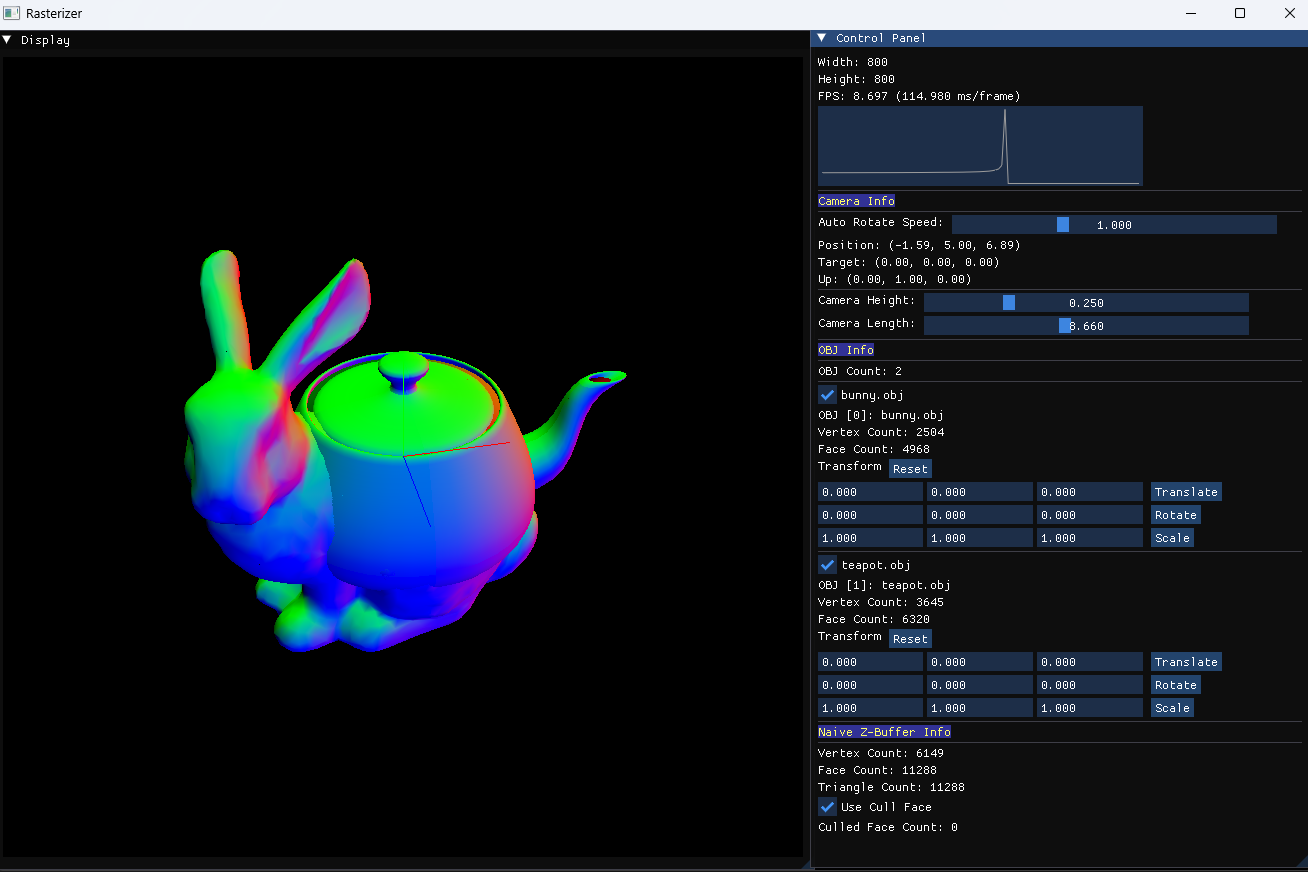 Rasterizer
Display
Control Panel
Width: 800
Height: 800
FPS: 8.697 (114.980 ms/frame)
Camera Info
Auto Rotate Speed: 1.000
Position: (-1.59, 5.00, 6.89)
Target: (0.00, 0.00, 0.00)
Up: (0.00, 1.00, 0.00)
Camera Height: 0.250
Camera Length: 8.660
OBJ Info
OBJ Count: 2
bunny.obj
OBJ [0]: bunny.obj
Vertex Count: 2504
Face Count: 4968
Transform Reset
0.000 0.000 0.000 Translate
0.000 0.000 0.000 Rotate
1.000 1.000 1.000 Scale
teapot.obj
OBJ [1]: teapot.obj
Vertex Count: 3645
Face Count: 6320
Transform Reset
0.000 0.000 0.000 Translate
0.000 0.000 0.000 Rotate
1.000 1.000 1.000 Scale
Naive Z-Buffer Info
Vertex Count: 6149
Face Count: 11288
Triangle Count: 11288
Use Cull Face
Culled Face Count: 0